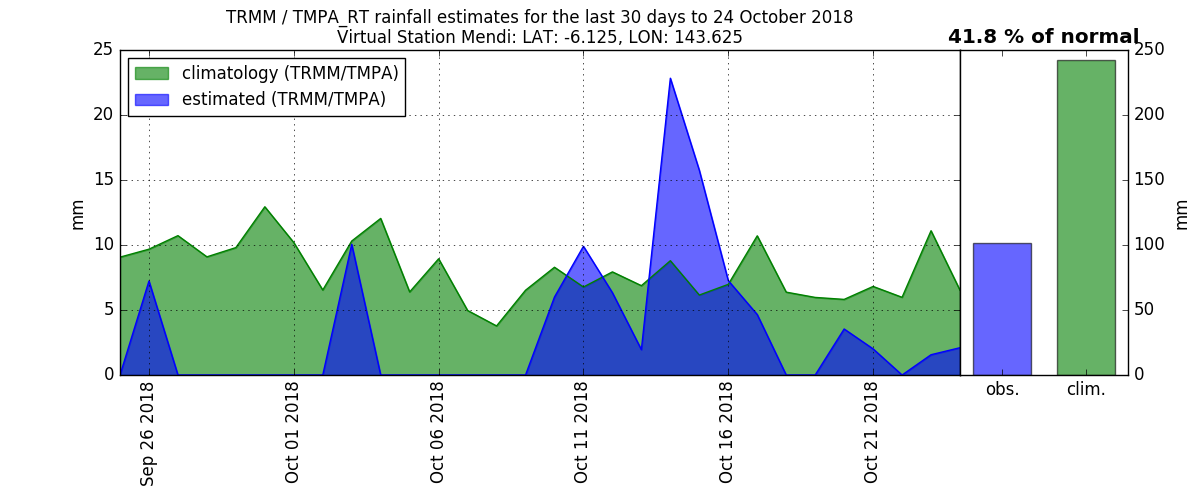 TRMM / TMPA_RT rainfall estimates for the last 30 days to 24 October 2018
Virtual Station Mendi: LAT: -6.125, LON: 143.625
41.8 % of normal
climatology (TRMM/TMPA)
estimated (TRMM/TMPA)
25
20
15
10
5
0
mm
250
200
150
100
50
0
mm
Sep 26 2018
Oct 01 2018
Oct 06 2018
Oct 11 2018
Oct 16 2018
Oct 21 2018
obs.
clim.